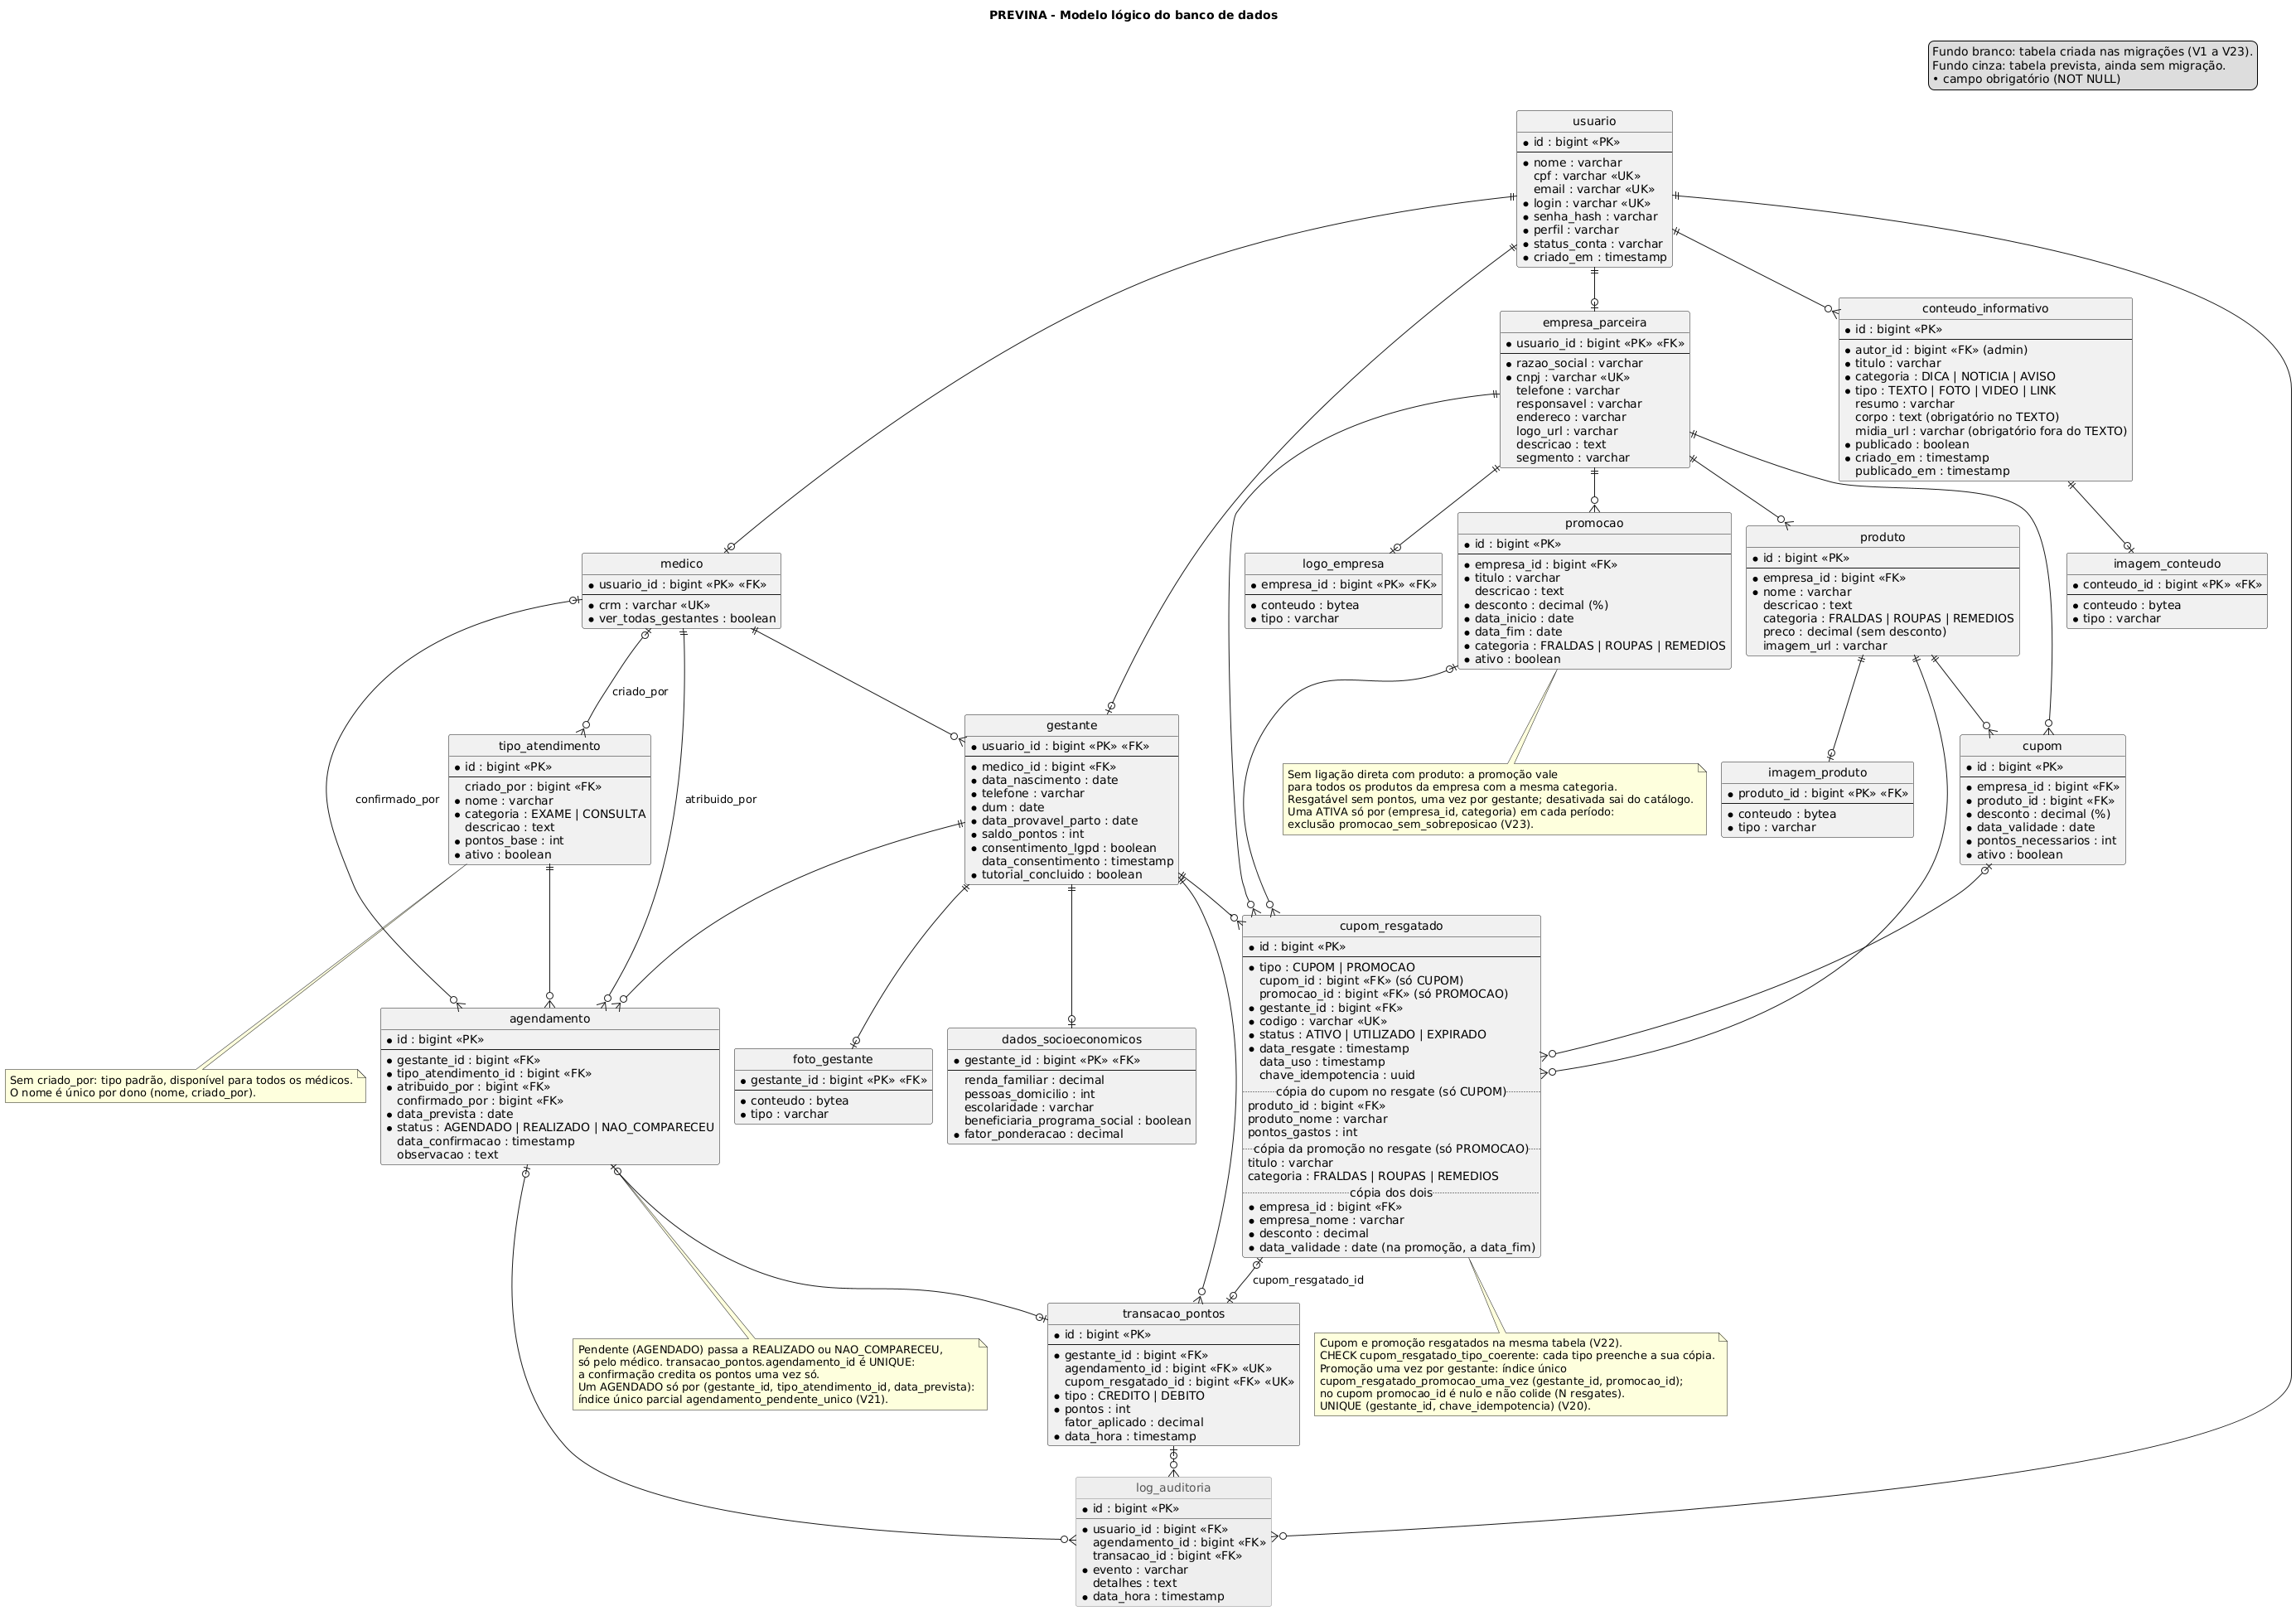 PREVINA - Modelo lógico do banco de dados
Fundo branco: tabela criada nas migrações (V1 a V23).
Fundo cinza: tabela prevista, ainda sem migração.
• campo obrigatório (NOT NULL)
usuario
id : bigint «PK»
nome : varchar
cpf : varchar «UK»
email : varchar «UK»
login : varchar «UK»
senha_hash : varchar
perfil : varchar
status_conta : varchar
criado_em : timestamp
empresa_parceira
usuario_id : bigint «PK» «FK»
razao_social : varchar
cnpj : varchar «UK»
telefone : varchar
responsavel : varchar
endereco : varchar
logo_url : varchar
descricao : text
segmento : varchar
conteudo_informativo
id : bigint «PK»
autor_id : bigint «FK» (admin)
titulo : varchar
categoria : DICA | NOTICIA | AVISO
tipo : TEXTO | FOTO | VIDEO | LINK
resumo : varchar
corpo : text (obrigatório no TEXTO)
midia_url : varchar (obrigatório fora do TEXTO)
publicado : boolean
criado_em : timestamp
publicado_em : timestamp
medico
usuario_id : bigint «PK» «FK»
crm : varchar «UK»
ver_todas_gestantes : boolean
logo_empresa
empresa_id : bigint «PK» «FK»
conteudo : bytea
tipo : varchar
promocao
id : bigint «PK»
empresa_id : bigint «FK»
titulo : varchar
descricao : text
desconto : decimal (%)
data_inicio : date
data_fim : date
categoria : FRALDAS | ROUPAS | REMEDIOS
ativo : boolean
produto
id : bigint «PK»
empresa_id : bigint «FK»
nome : varchar
descricao : text
categoria : FRALDAS | ROUPAS | REMEDIOS
preco : decimal (sem desconto)
imagem_url : varchar
imagem_conteudo
conteudo_id : bigint «PK» «FK»
conteudo : bytea
tipo : varchar
criado_por
confirmado_por
atribuido_por
tipo_atendimento
id : bigint «PK»
criado_por : bigint «FK»
nome : varchar
categoria : EXAME | CONSULTA
descricao : text
pontos_base : int
ativo : boolean
gestante
usuario_id : bigint «PK» «FK»
medico_id : bigint «FK»
data_nascimento : date
telefone : varchar
dum : date
data_provavel_parto : date
saldo_pontos : int
consentimento_lgpd : boolean
data_consentimento : timestamp
tutorial_concluido : boolean
Sem ligação direta com produto: a promoção vale
para todos os produtos da empresa com a mesma categoria.
Resgatável sem pontos, uma vez por gestante; desativada sai do catálogo.
Uma ATIVA só por (empresa_id, categoria) em cada período:
exclusão promocao_sem_sobreposicao (V23).
imagem_produto
produto_id : bigint «PK» «FK»
conteudo : bytea
tipo : varchar
cupom
id : bigint «PK»
empresa_id : bigint «FK»
produto_id : bigint «FK»
desconto : decimal (%)
data_validade : date
pontos_necessarios : int
ativo : boolean
Sem criado_por: tipo padrão, disponível para todos os médicos.
O nome é único por dono (nome, criado_por).
agendamento
id : bigint «PK»
gestante_id : bigint «FK»
tipo_atendimento_id : bigint «FK»
atribuido_por : bigint «FK»
confirmado_por : bigint «FK»
data_prevista : date
status : AGENDADO | REALIZADO | NAO_COMPARECEU
data_confirmacao : timestamp
observacao : text
foto_gestante
gestante_id : bigint «PK» «FK»
conteudo : bytea
tipo : varchar
dados_socioeconomicos
gestante_id : bigint «PK» «FK»
renda_familiar : decimal
pessoas_domicilio : int
escolaridade : varchar
beneficiaria_programa_social : boolean
fator_ponderacao : decimal
cupom_resgatado
id : bigint «PK»
tipo : CUPOM | PROMOCAO
cupom_id : bigint «FK» (só CUPOM)
promocao_id : bigint «FK» (só PROMOCAO)
gestante_id : bigint «FK»
codigo : varchar «UK»
status : ATIVO | UTILIZADO | EXPIRADO
data_resgate : timestamp
data_uso : timestamp
chave_idempotencia : uuid
cópia do cupom no resgate (só CUPOM)
produto_id : bigint «FK»
produto_nome : varchar
pontos_gastos : int
cópia da promoção no resgate (só PROMOCAO)
titulo : varchar
categoria : FRALDAS | ROUPAS | REMEDIOS
cópia dos dois
empresa_id : bigint «FK»
empresa_nome : varchar
desconto : decimal
data_validade : date (na promoção, a data_fim)
cupom_resgatado_id
Pendente (AGENDADO) passa a REALIZADO ou NAO_COMPARECEU,
só pelo médico. transacao_pontos.agendamento_id é UNIQUE:
a confirmação credita os pontos uma vez só.
Um AGENDADO só por (gestante_id, tipo_atendimento_id, data_prevista):
índice único parcial agendamento_pendente_unico (V21).
transacao_pontos
id : bigint «PK»
gestante_id : bigint «FK»
agendamento_id : bigint «FK» «UK»
cupom_resgatado_id : bigint «FK» «UK»
tipo : CREDITO | DEBITO
pontos : int
fator_aplicado : decimal
data_hora : timestamp
Cupom e promoção resgatados na mesma tabela (V22).
CHECK cupom_resgatado_tipo_coerente: cada tipo preenche a sua cópia.
Promoção uma vez por gestante: índice único
cupom_resgatado_promocao_uma_vez (gestante_id, promocao_id);
no cupom promocao_id é nulo e não colide (N resgates).
UNIQUE (gestante_id, chave_idempotencia) (V20).
log_auditoria
id : bigint «PK»
usuario_id : bigint «FK»
agendamento_id : bigint «FK»
transacao_id : bigint «FK»
evento : varchar
detalhes : text
data_hora : timestamp